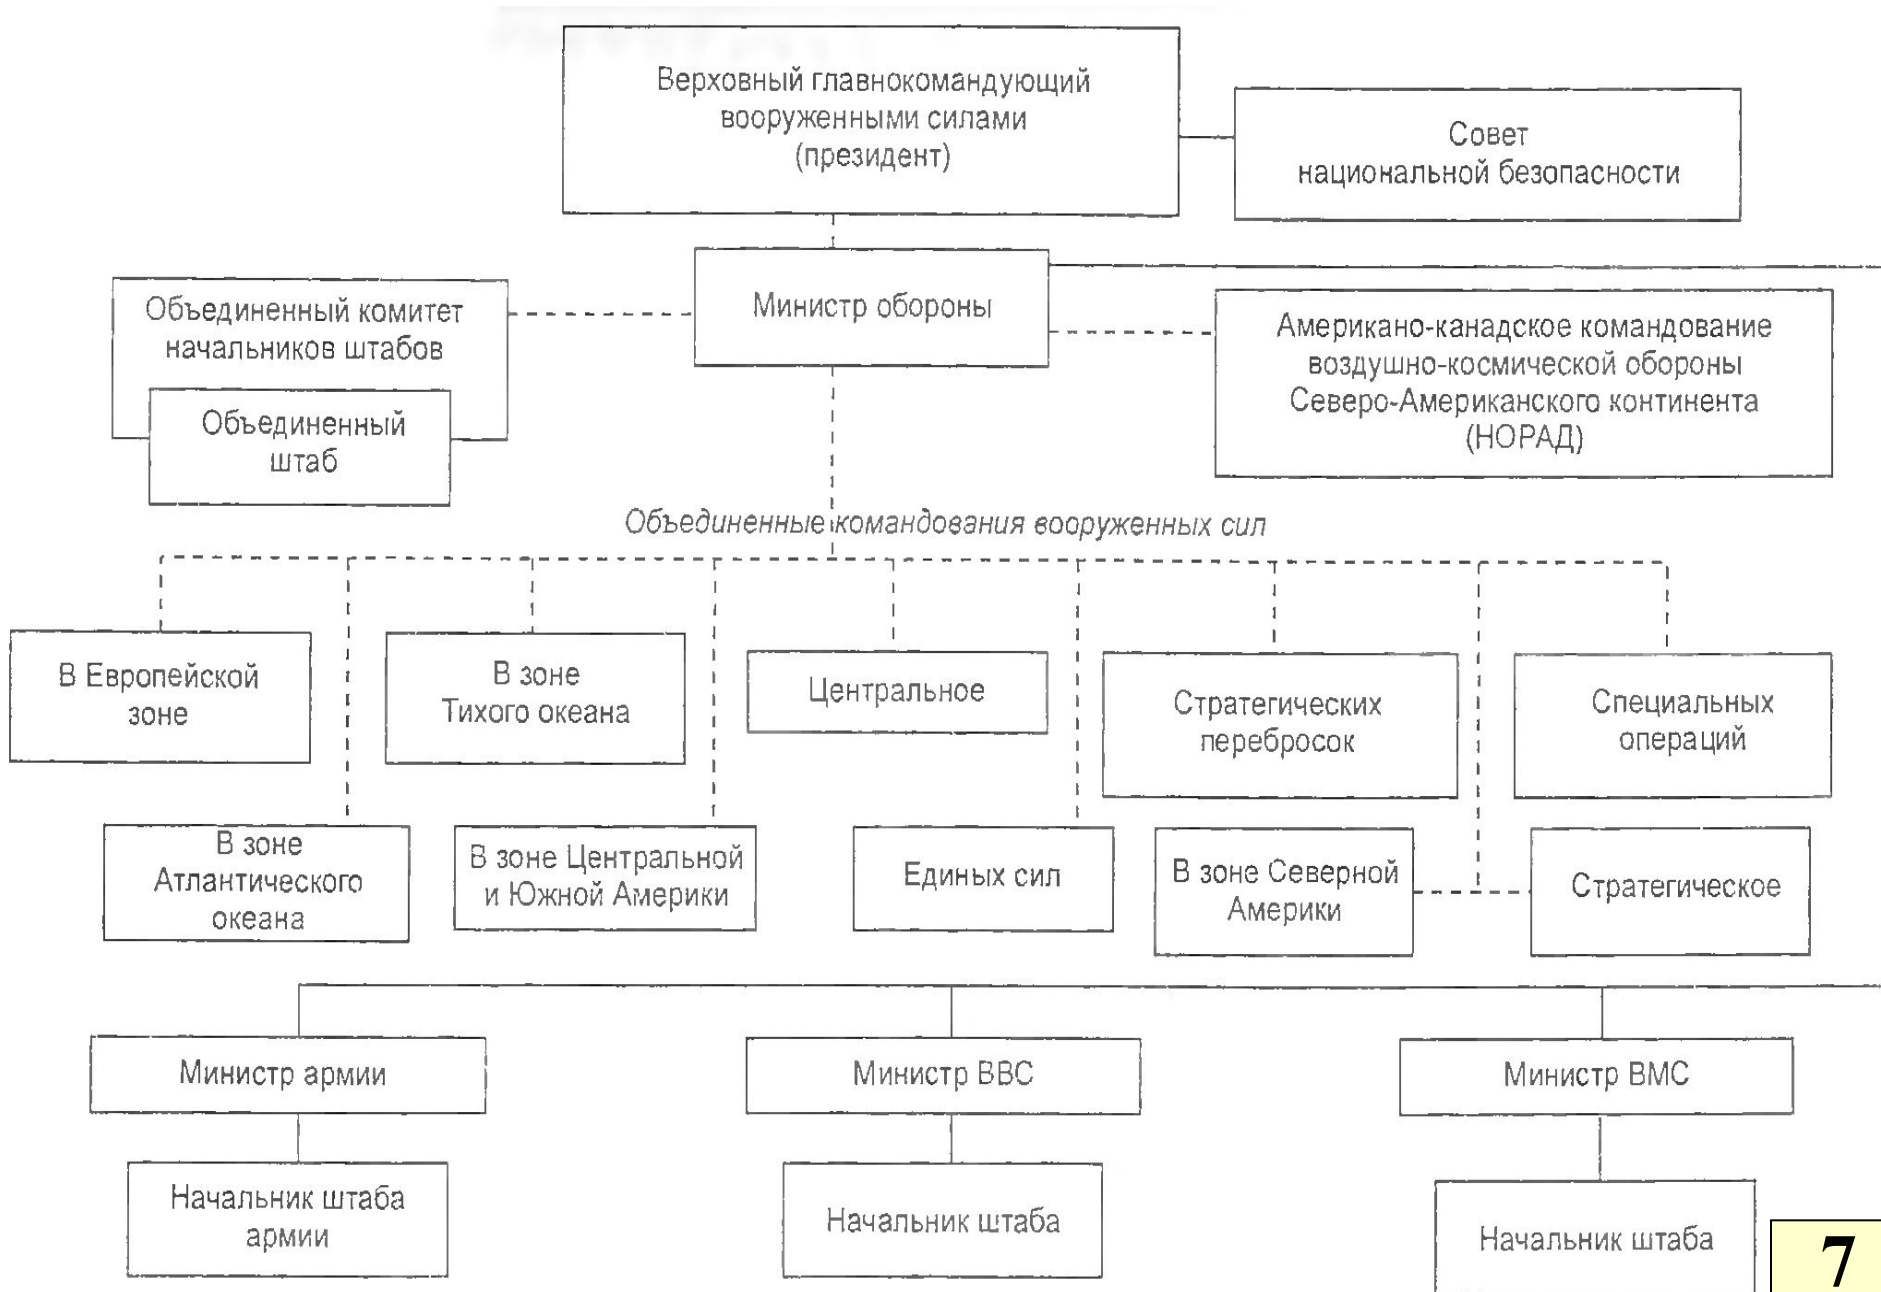 Верховный главнокомандующий
вооруженными силами
(президент)
Совет
национальной безопасности
Министр обороны
Объединенный комитет
начальников штабов
Объединенный
штаб
Американо-канадское командование
воздушно-космической обороны
Северо-Американского континента
(НОРАД)
Объединенные командования вооруженных сил
В Европейской
зоне
В зоне
Тихого океана
Центральное
Стратегических
перебросок
Специальных
операций
В зоне
Атлантического
океана
В зоне Центральной
и Южной Америки
Единых сил
В зоне Северной
Америки
Стратегическое
Министр армии
Министр ВВС
Министр ВМС
Начальник штаба
армии
Начальник штаба
Начальник штаба
7